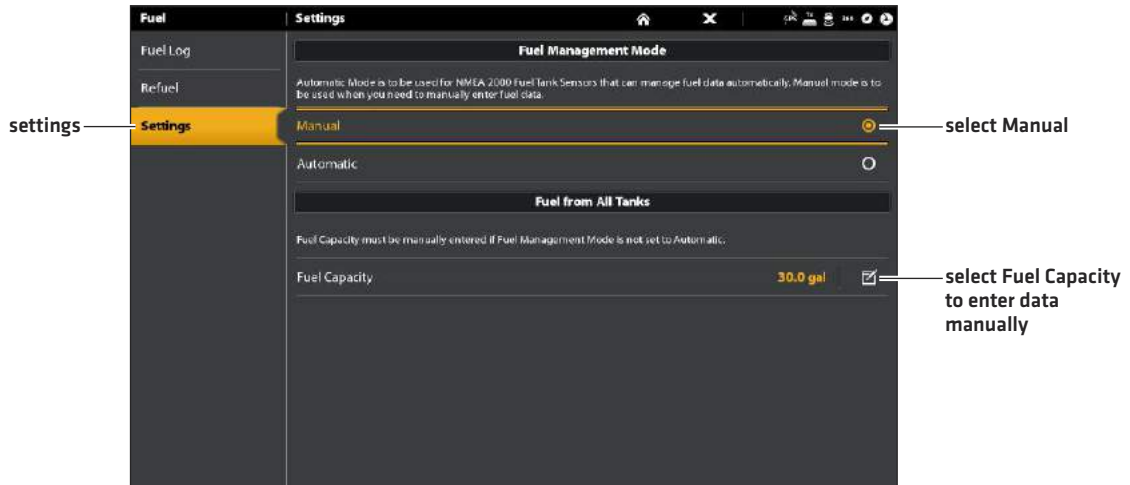 Fuel
Settings
Fuel Log
Fuel Management Mode
Refuel
Automatic Mode is to be used for NMEA 2000 Fuel Tank Sensors that can manage fuel data automatically. Manual mode is to
be used when you need to manually enter fuel data.
settings
Settings
Manual
select Manual
Automatic
Fuel from All Tanks
Fuel Capacity must be manually entered if Fuel Management Mode is not set to Automatic.
Fuel Capacity
30.0 gal
select Fuel Capacity
to enter data
manually